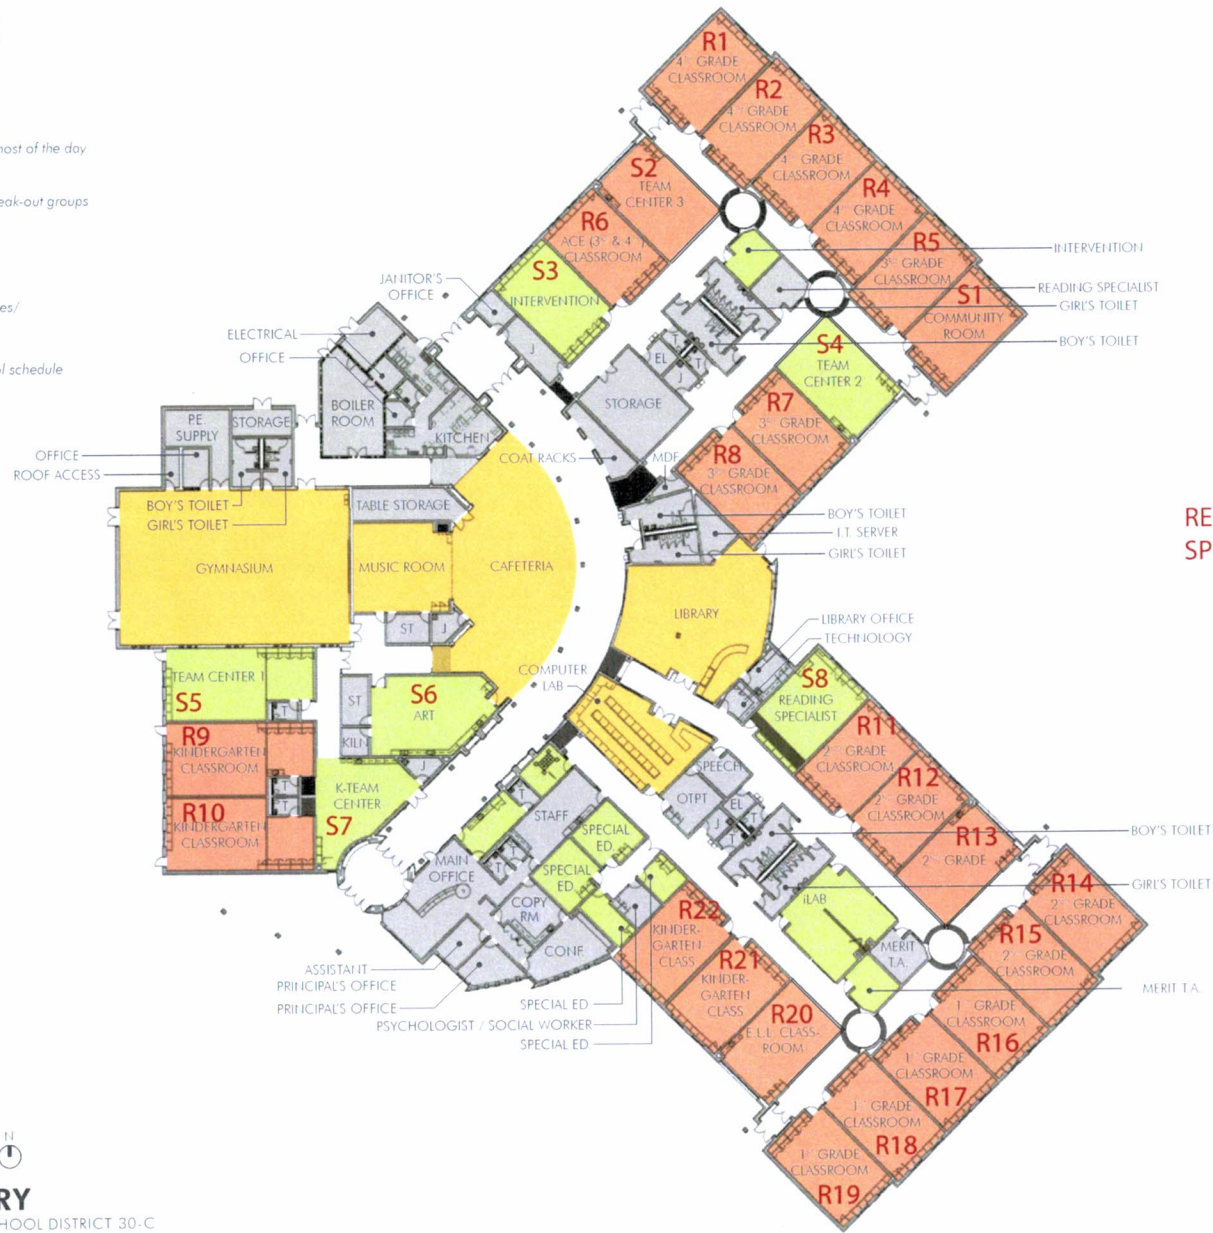 most of the day
eak-out groups
es/
ol schedule
R1
4TH GRADE
CLASSROOM
R2
4TH GRADE
CLASSROOM
R3
4TH GRADE
CLASSROOM
R4
4TH GRADE
CLASSROOM
R5
3RD GRADE
CLASSROOM
S1
COMMUNITY
ROOM
S2
TEAM
CENTER 3
R6
ACE (3RD & 4TH)
CLASSROOM
S3
INTERVENTION
JANITOR'S
OFFICE
J
INTERVENTION
READING SPECIALIST
GIRL'S TOILET
BOY'S TOILET
T
EL
T
J
STORAGE
S4
TEAM
CENTER 2
R7
3RD GRADE
CLASSROOM
R8
3RD GRADE
CLASSROOM
ELECTRICAL
OFFICE
BOILER
ROOM
KITCHEN
COAT RACKS
MDF
P.E.
SUPPLY
STORAGE
OFFICE
ROOF ACCESS
BOY'S TOILET
GIRL'S TOILET
TABLE STORAGE
BOY'S TOILET
I.T. SERVER
GIRL'S TOILET
RE
SP
GYMNASIUM
MUSIC ROOM
CAFETERIA
LIBRARY
ST
J
LIBRARY OFFICE
TECHNOLOGY
COMPUTER
LAB
TEAM CENTER 1
S5
T
ST
KILN
S6
ART
J
S8
READING
SPECIALIST
R9
KINDERGARTEN
CLASSROOM
T
T
R10
KINDERGARTEN
CLASSROOM
K-TEAM
CENTER
S7
R11
2ND GRADE
CLASSROOM
R12
2ND GRADE
CLASSROOM
R13
2ND GRADE
SPEECH
OTPT
EL
T
J
BOY'S TOILET
GIRL'S TOILET
T
STAFF
T
T
SPECIAL
ED.
SPECIAL
ED.
MAIN
OFFICE
COPY
RM
CONF.
iLAB
MERIT
T.A.
MERIT T.A.
R14
2ND GRADE
CLASSROOM
R15
2ND GRADE
CLASSROOM
1ST GRADE
CLASSROOM
R16
1ST GRADE
CLASSROOM
R17
1ST GRADE
CLASSROOM
R18
1ST GRADE
CLASSROOM
R19
R22
KINDER-
GARTEN
CLASS
R21
KINDER-
GARTEN
CLASS
R20
E.L.L. CLASS-
ROOM
ASSISTANT
PRINCIPAL'S OFFICE
PRINCIPAL'S OFFICE
SPECIAL ED.
PSYCHOLOGIST / SOCIAL WORKER
SPECIAL ED.
N
RY
HOOL DISTRICT 30-C